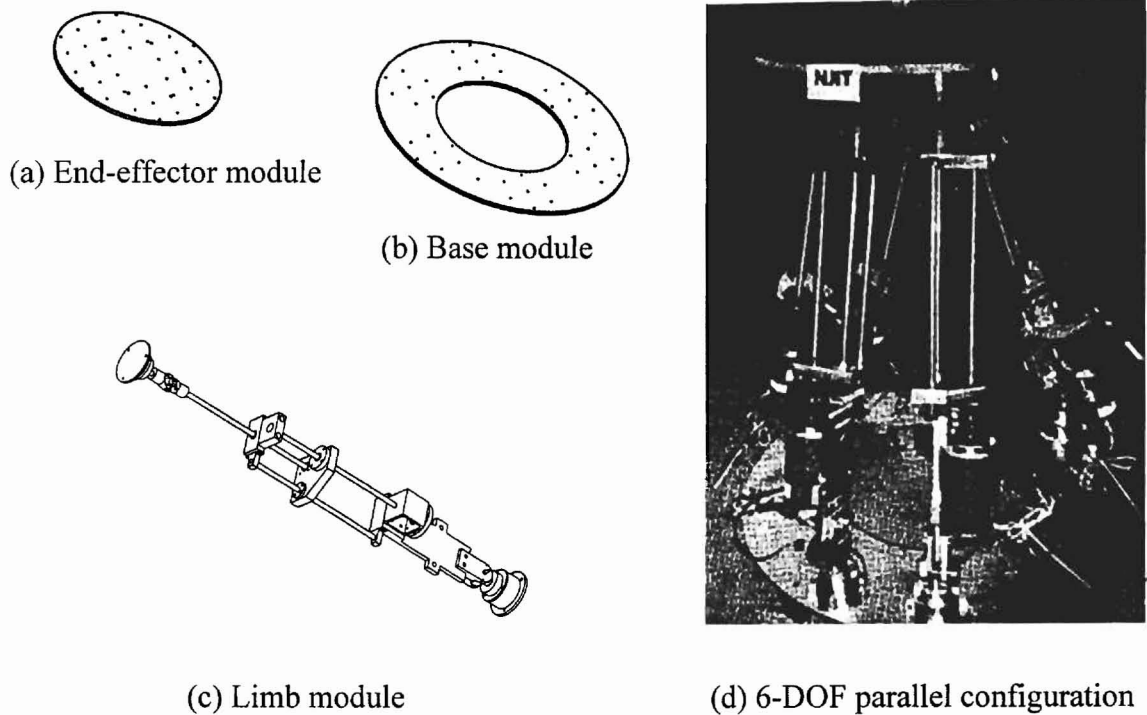 NJIT
(a) End-effector module
(b) Base module
(c) Limb module
(d) 6-DOF parallel configuration